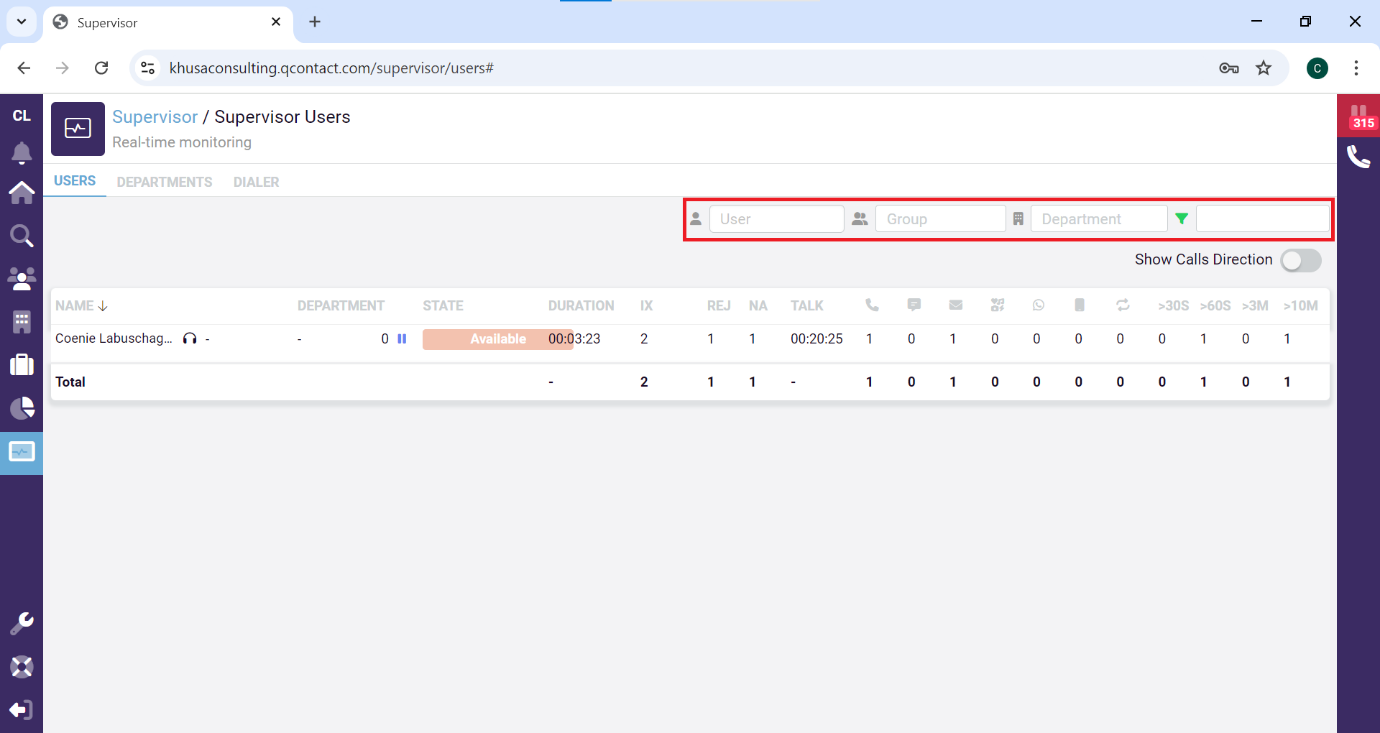 Supervisor
khusaconsulting.qcontact.com/supervisor/users#
C
CL
Supervisor / Supervisor Users
Real-time monitoring
315
USERS DEPARTMENTS DIALER
User Group Department
Show Calls Direction
NAME DEPARTMENT STATE DURATION IX REJ NA TALK >30S >60S >3M >10M
Coenie Labuschag... - - 0 Available 00:03:23 2 1 1 00:20:25 1 0 1 0 0 0 0 0 1 0 1
Total - 2 1 1 - 1 0 1 0 0 0 0 0 1 0 1